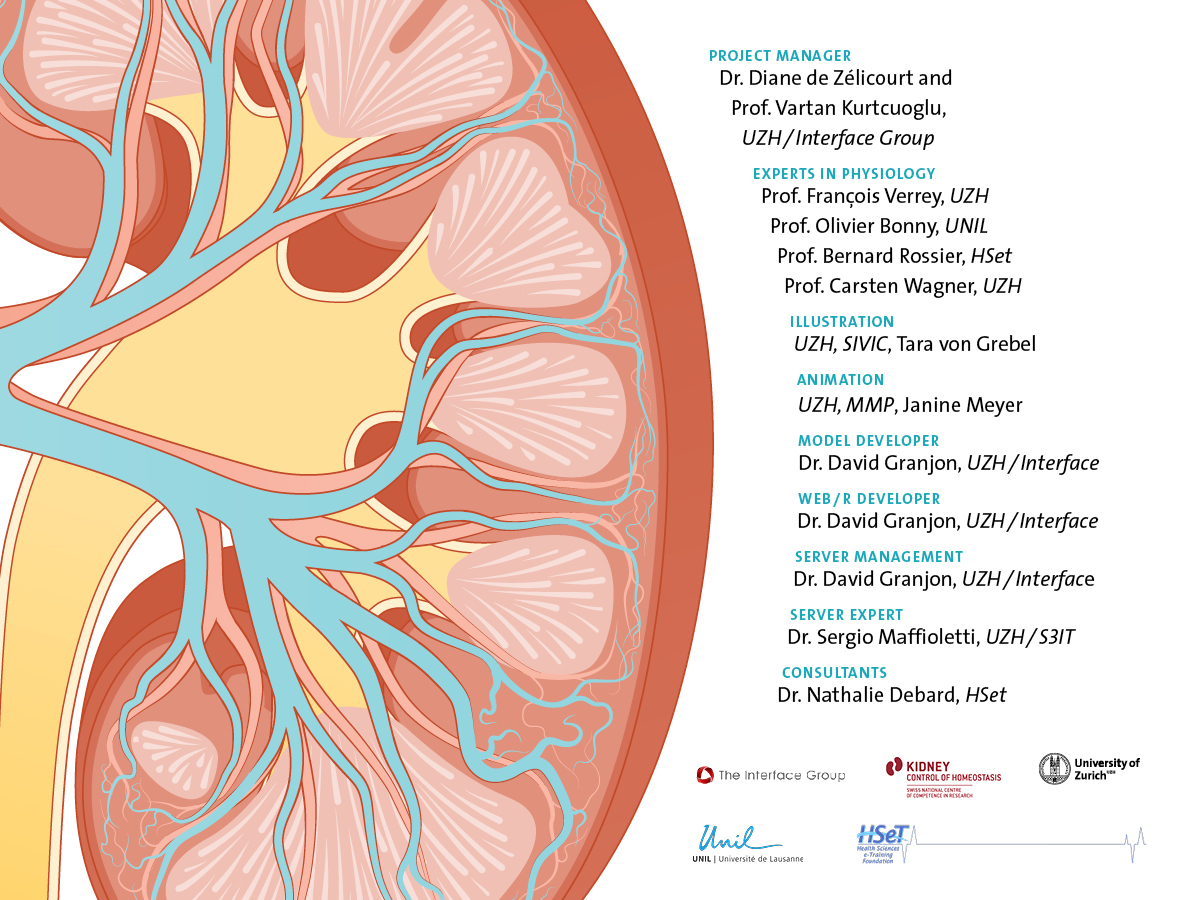 PROJECT MANAGER
Dr. Diane de Zélicourt and
Prof. Vartan Kurtcuoglu,
UZH/Interface Group
EXPERTS IN PHYSIOLOGY
Prof. François Verrey, UZH
Prof. Olivier Bonny, UNIL
Prof. Bernard Rossier, HSet
Prof. Carsten Wagner, UZH
ILLUSTRATION
UZH, SIVIC, Tara von Grebel
ANIMATION
UZH, MMP, Janine Meyer
MODEL DEVELOPER
Dr. David Granjon, UZH/Interface
WEB/R DEVELOPER
Dr. David Granjon, UZH/Interface
SERVER MANAGEMENT
Dr. David Granjon, UZH/Interface
SERVER EXPERT
Dr. Sergio Maffioletti, UZH/S3IT
CONSULTANTS
Dr. Nathalie Debard, HSet
The Interface Group
KIDNEY
CONTROL OF HOMEOSTASIS
SWISS NATIONAL CENTRE
OF COMPETENCE IN RESEARCH
University of
Zurich UZH
Unil
UNIL | Université de Lausanne
HSeT
Health Sciences
e-Training
Foundation